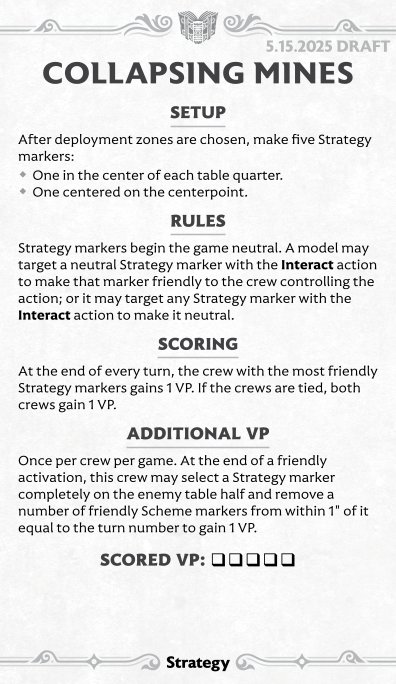 5.15.2025 DRAFT
COLLAPSING MINES
SETUP
After deployment zones are chosen, make five Strategy
markers:
One in the center of each table quarter.
One centered on the centerpoint.
RULES
Strategy markers begin the game neutral. A model may
target a neutral Strategy marker with the Interact action
to make that marker friendly to the crew controlling the
action; or it may target any Strategy marker with the
Interact action to make it neutral.
SCORING
At the end of every turn, the crew with the most friendly
Strategy markers gains 1 VP. If the crews are tied, both
crews gain 1 VP.
ADDITIONAL VP
Once per crew per game. At the end of a friendly
activation, this crew may select a Strategy marker
completely on the enemy table half and remove a
number of friendly Scheme markers from within 1" of it
equal to the turn number to gain 1 VP.
SCORED VP: ❑❑❑❑❑
Strategy